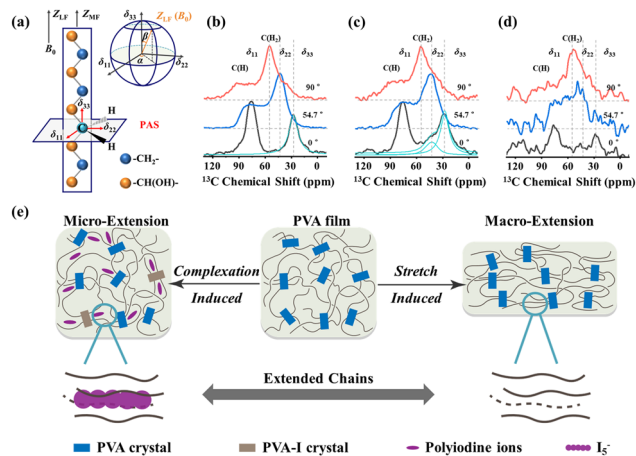 (a)
Z_LF Z_MF
B_0
δ_33
H
δ_22
δ_11
H
PAS
-CH_2-
-CH(OH)-
δ_33 Z_LF (B_0)
β
α
δ_11
δ_22
(b)
C(H_2)
δ_11 δ_22 δ_33
C(H)
90 °
54.7 °
0 °
120 90 60 30 0
^13C Chemical Shift (ppm)
(c)
C(H_2)
δ_11 δ_22 δ_33
C(H)
90 °
54.7 °
0 °
120 90 60 30 0
^13C Chemical Shift (ppm)
(d)
C(H_2)
δ_11 δ_22 δ_33
C(H)
90 °
54.7 °
0 °
120 90 60 30 0
^13C Chemical Shift (ppm)
(e)
Micro-Extension PVA film Macro-Extension
Complexation
Induced
Stretch
Induced
Extended Chains
PVA crystal PVA-I crystal Polyiodine ions I_5^-